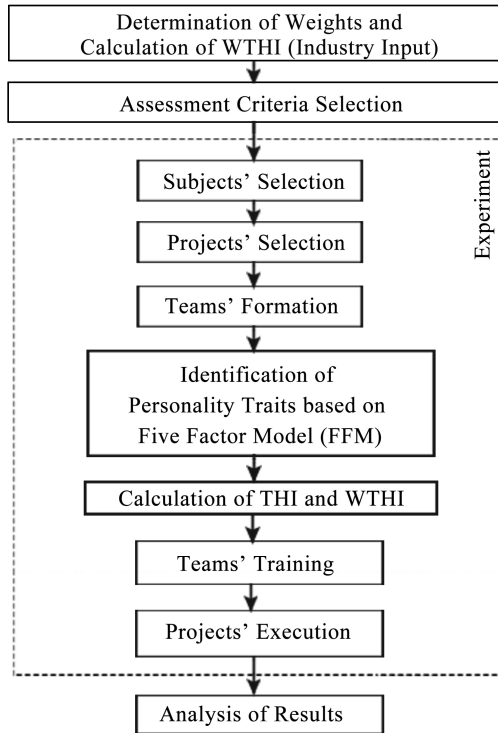 Determination of Weights and
Calculation of WTHI (Industry Input)
Assessment Criteria Selection
Experiment
Subjects’ Selection
Projects’ Selection
Teams’ Formation
Identification of
Personality Traits based on
Five Factor Model (FFM)
Calculation of THI and WTHI
Teams’ Training
Projects’ Execution
Analysis of Results